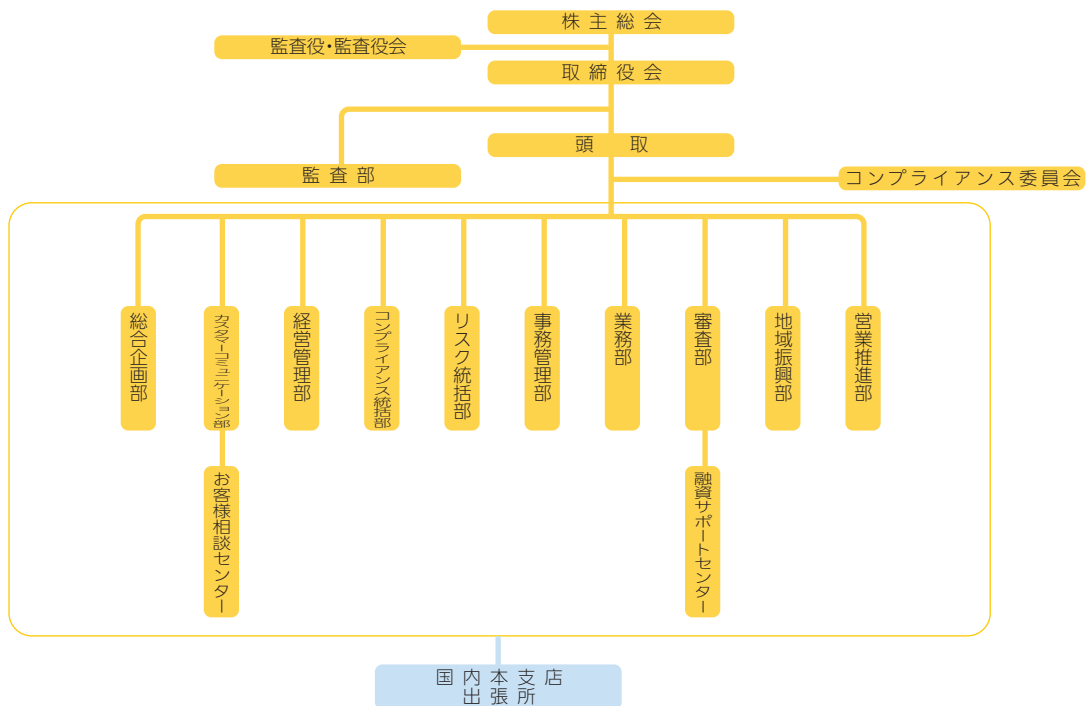 株主総会
監査役・監査役会
取締役会
頭取
監査部
コンプライアンス委員会
総合企画部
カスタマーコミュニケーション部
経営管理部
コンプライアンス統括部
リスク統括部
事務管理部
業務部
審査部
地域振興部
営業推進部
お客様相談センター
融資サポートセンター
国内本支店
出張所